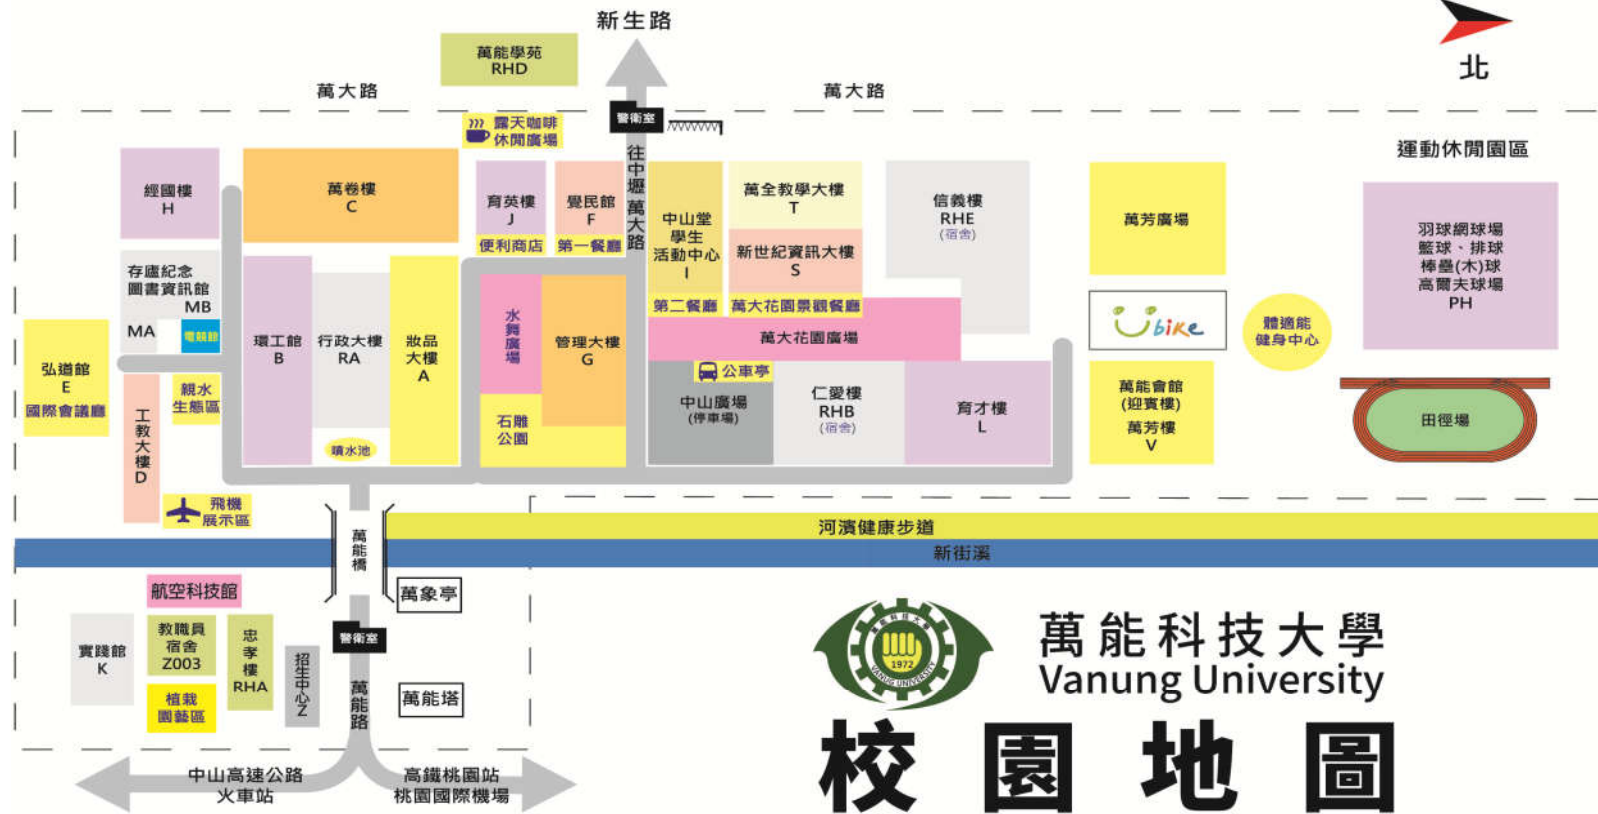 新生路
北
萬能學苑
RHD
萬大路
萬大路
警衛室
露天咖啡
休閒廣場
運動休閒園區
經國樓
H
萬卷樓
C
育英樓
J
便利商店
覺民館
F
第一餐廳
往中壢 萬大路
中山堂
學生
活動中心
I
第二餐廳
萬全教學大樓
T
新世紀資訊大樓
S
萬大花園景觀餐廳
信義樓
RHE
(宿舍)
萬芳廣場
羽球網球場
籃球、排球
棒壘(木)球
高爾夫球場
PH
存廬紀念
圖書資訊館
MB
MA
電競館
弘道館
E
國際會議廳
環工館
B
行政大樓
RA
妝品
大樓
A
水舞廣場
管理大樓
G
萬大花園廣場
Ubike
體適能
健身中心
親水
生態區
工教大樓D
噴水池
石雕
公園
公車亭
中山廣場
(停車場)
仁愛樓
RHB
(宿舍)
育才樓
L
萬能會館
(迎賓樓)
萬芳樓
V
田徑場
飛機
展示區
萬能橋
河濱健康步道
新街溪
航空科技館
萬象亭
實踐館
K
教職員
宿舍
Z003
植栽
園藝區
忠孝樓
RHA
招生中心Z
警衛室
萬能路
萬能塔
中山高速公路
火車站
高鐵桃園站
桃園國際機場
萬能科技大學
1972
VANUNG UNIVERSITY
萬能科技大學
Vanung University
校園地圖